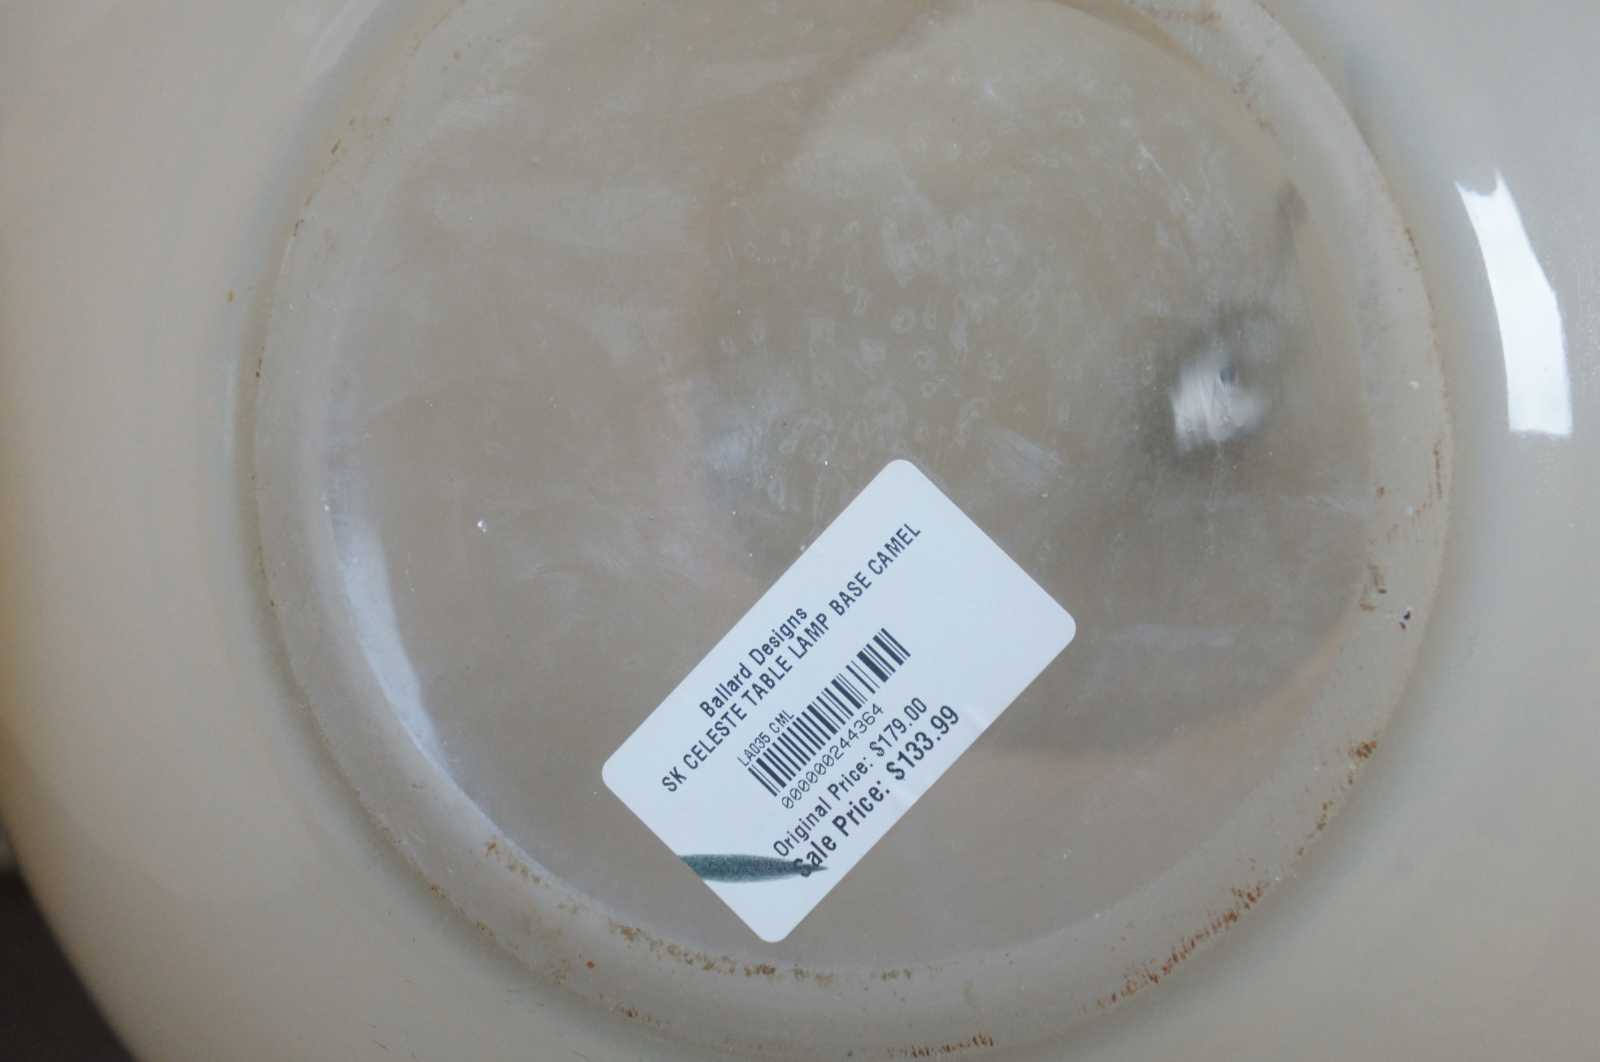 Ballard Designs
SK CELESTE TABLE LAMP BASE CAMEL
LA035 CML
000000244364
Original Price: $179.00
Sale Price: $133.99